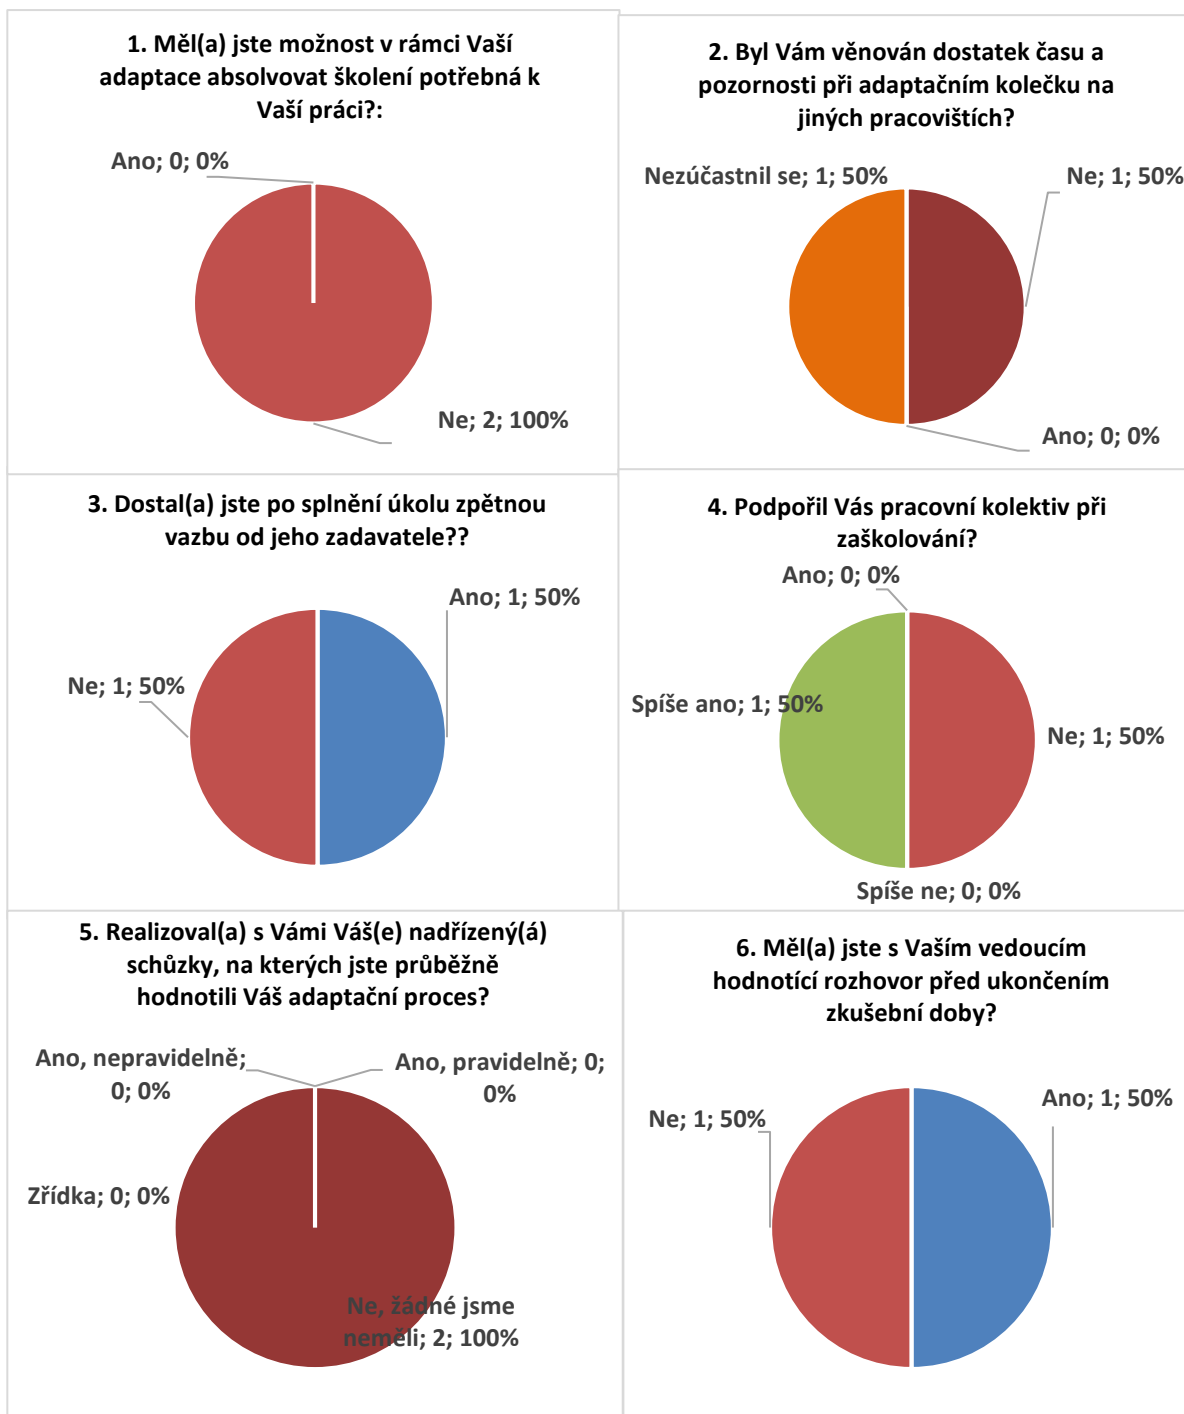 1. Měl(a) jste možnost v rámci Vaší
adaptace absolvovat školení potřebná k
Vaší práci?:
Ano; 0; 0%
Ne; 2; 100%
2. Byl Vám věnován dostatek času a
pozornosti při adaptačním kolečku na
jiných pracovištích?
Nezúčastnil se; 1; 50%
Ne; 1; 50%
Ano; 0; 0%
3. Dostal(a) jste po splnění úkolu zpětnou
vazbu od jeho zadavatele??
Ano; 1; 50%
Ne; 1; 50%
4. Podpořil Vás pracovní kolektiv při
zaškolování?
Ano; 0; 0%
Spíše ano; 1; 50%
Ne; 1; 50%
Spíše ne; 0; 0%
5. Realizoval(a) s Vámi Váš(e) nadřízený(á)
schůzky, na kterých jste průběžně
hodnotili Váš adaptační proces?
Ano, nepravidelně;
0; 0%
Ano, pravidelně; 0;
0%
Zřídka; 0; 0%
Ne, žádné jsme
neměli; 2; 100%
6. Měl(a) jste s Vaším vedoucím
hodnotící rozhovor před ukončením
zkušební doby?
Ne; 1; 50%
Ano; 1; 50%